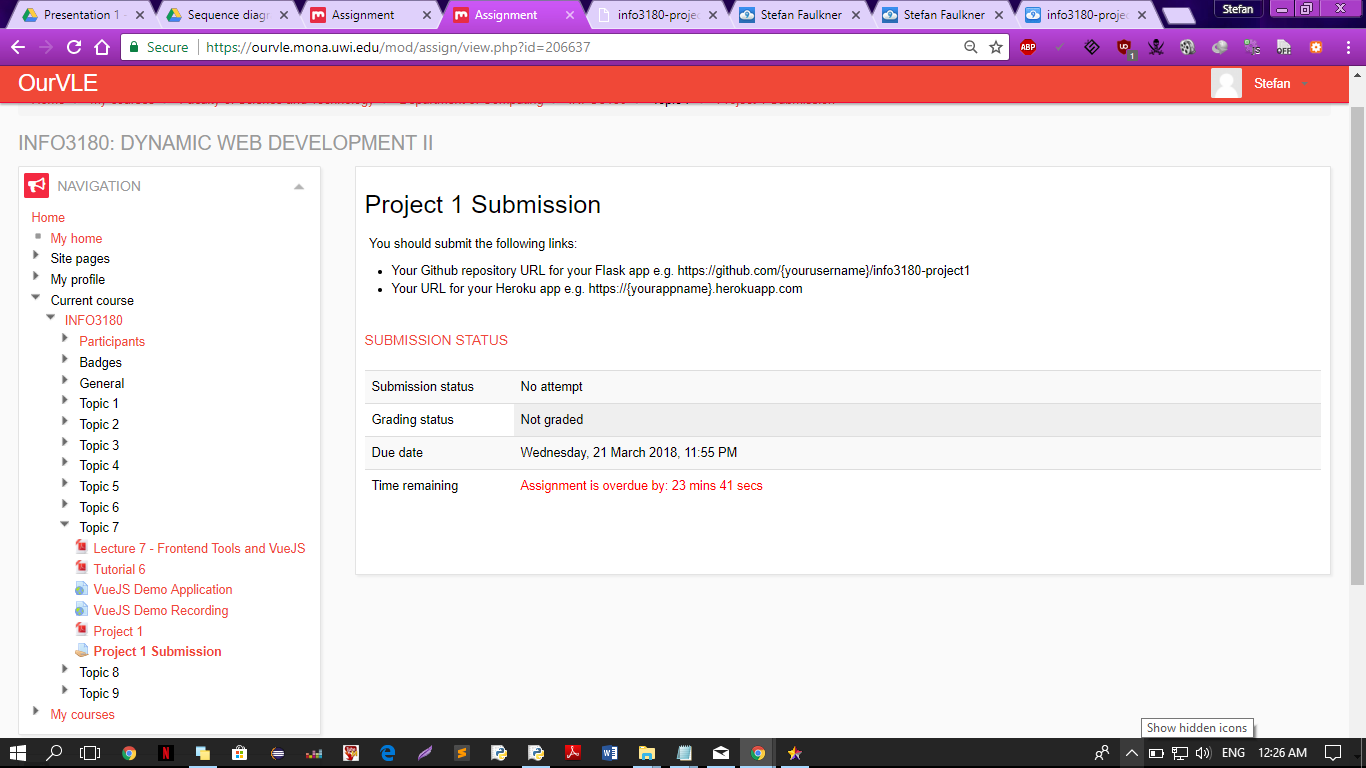 Presentation 1 -
Sequence diagr
Assignment
Assignment
info3180-projec
Stefan Faulkner
Stefan Faulkner
info3180-projec
Stefan
Secure
https://ourvle.mona.uwi.edu/mod/assign/view.php?id=206637
ABP
1
OFF
OurVLE
Stefan
INFO3180: DYNAMIC WEB DEVELOPMENT II
NAVIGATION
Home
My home
Site pages
My profile
Current course
INFO3180
Participants
Badges
General
Topic 1
Topic 2
Topic 3
Topic 4
Topic 5
Topic 6
Topic 7
Lecture 7 - Frontend Tools and VueJS
Tutorial 6
VueJS Demo Application
VueJS Demo Recording
Project 1
Project 1 Submission
Topic 8
Topic 9
My courses
Project 1 Submission
You should submit the following links:
Your Github repository URL for your Flask app e.g. https://github.com/{yourusername}/info3180-project1
Your URL for your Heroku app e.g. https://{yourappname}.herokuapp.com
SUBMISSION STATUS
Submission status No attempt
Grading status Not graded
Due date Wednesday, 21 March 2018, 11:55 PM
Time remaining Assignment is overdue by: 23 mins 41 secs
Show hidden icons
ENG
12:26 AM